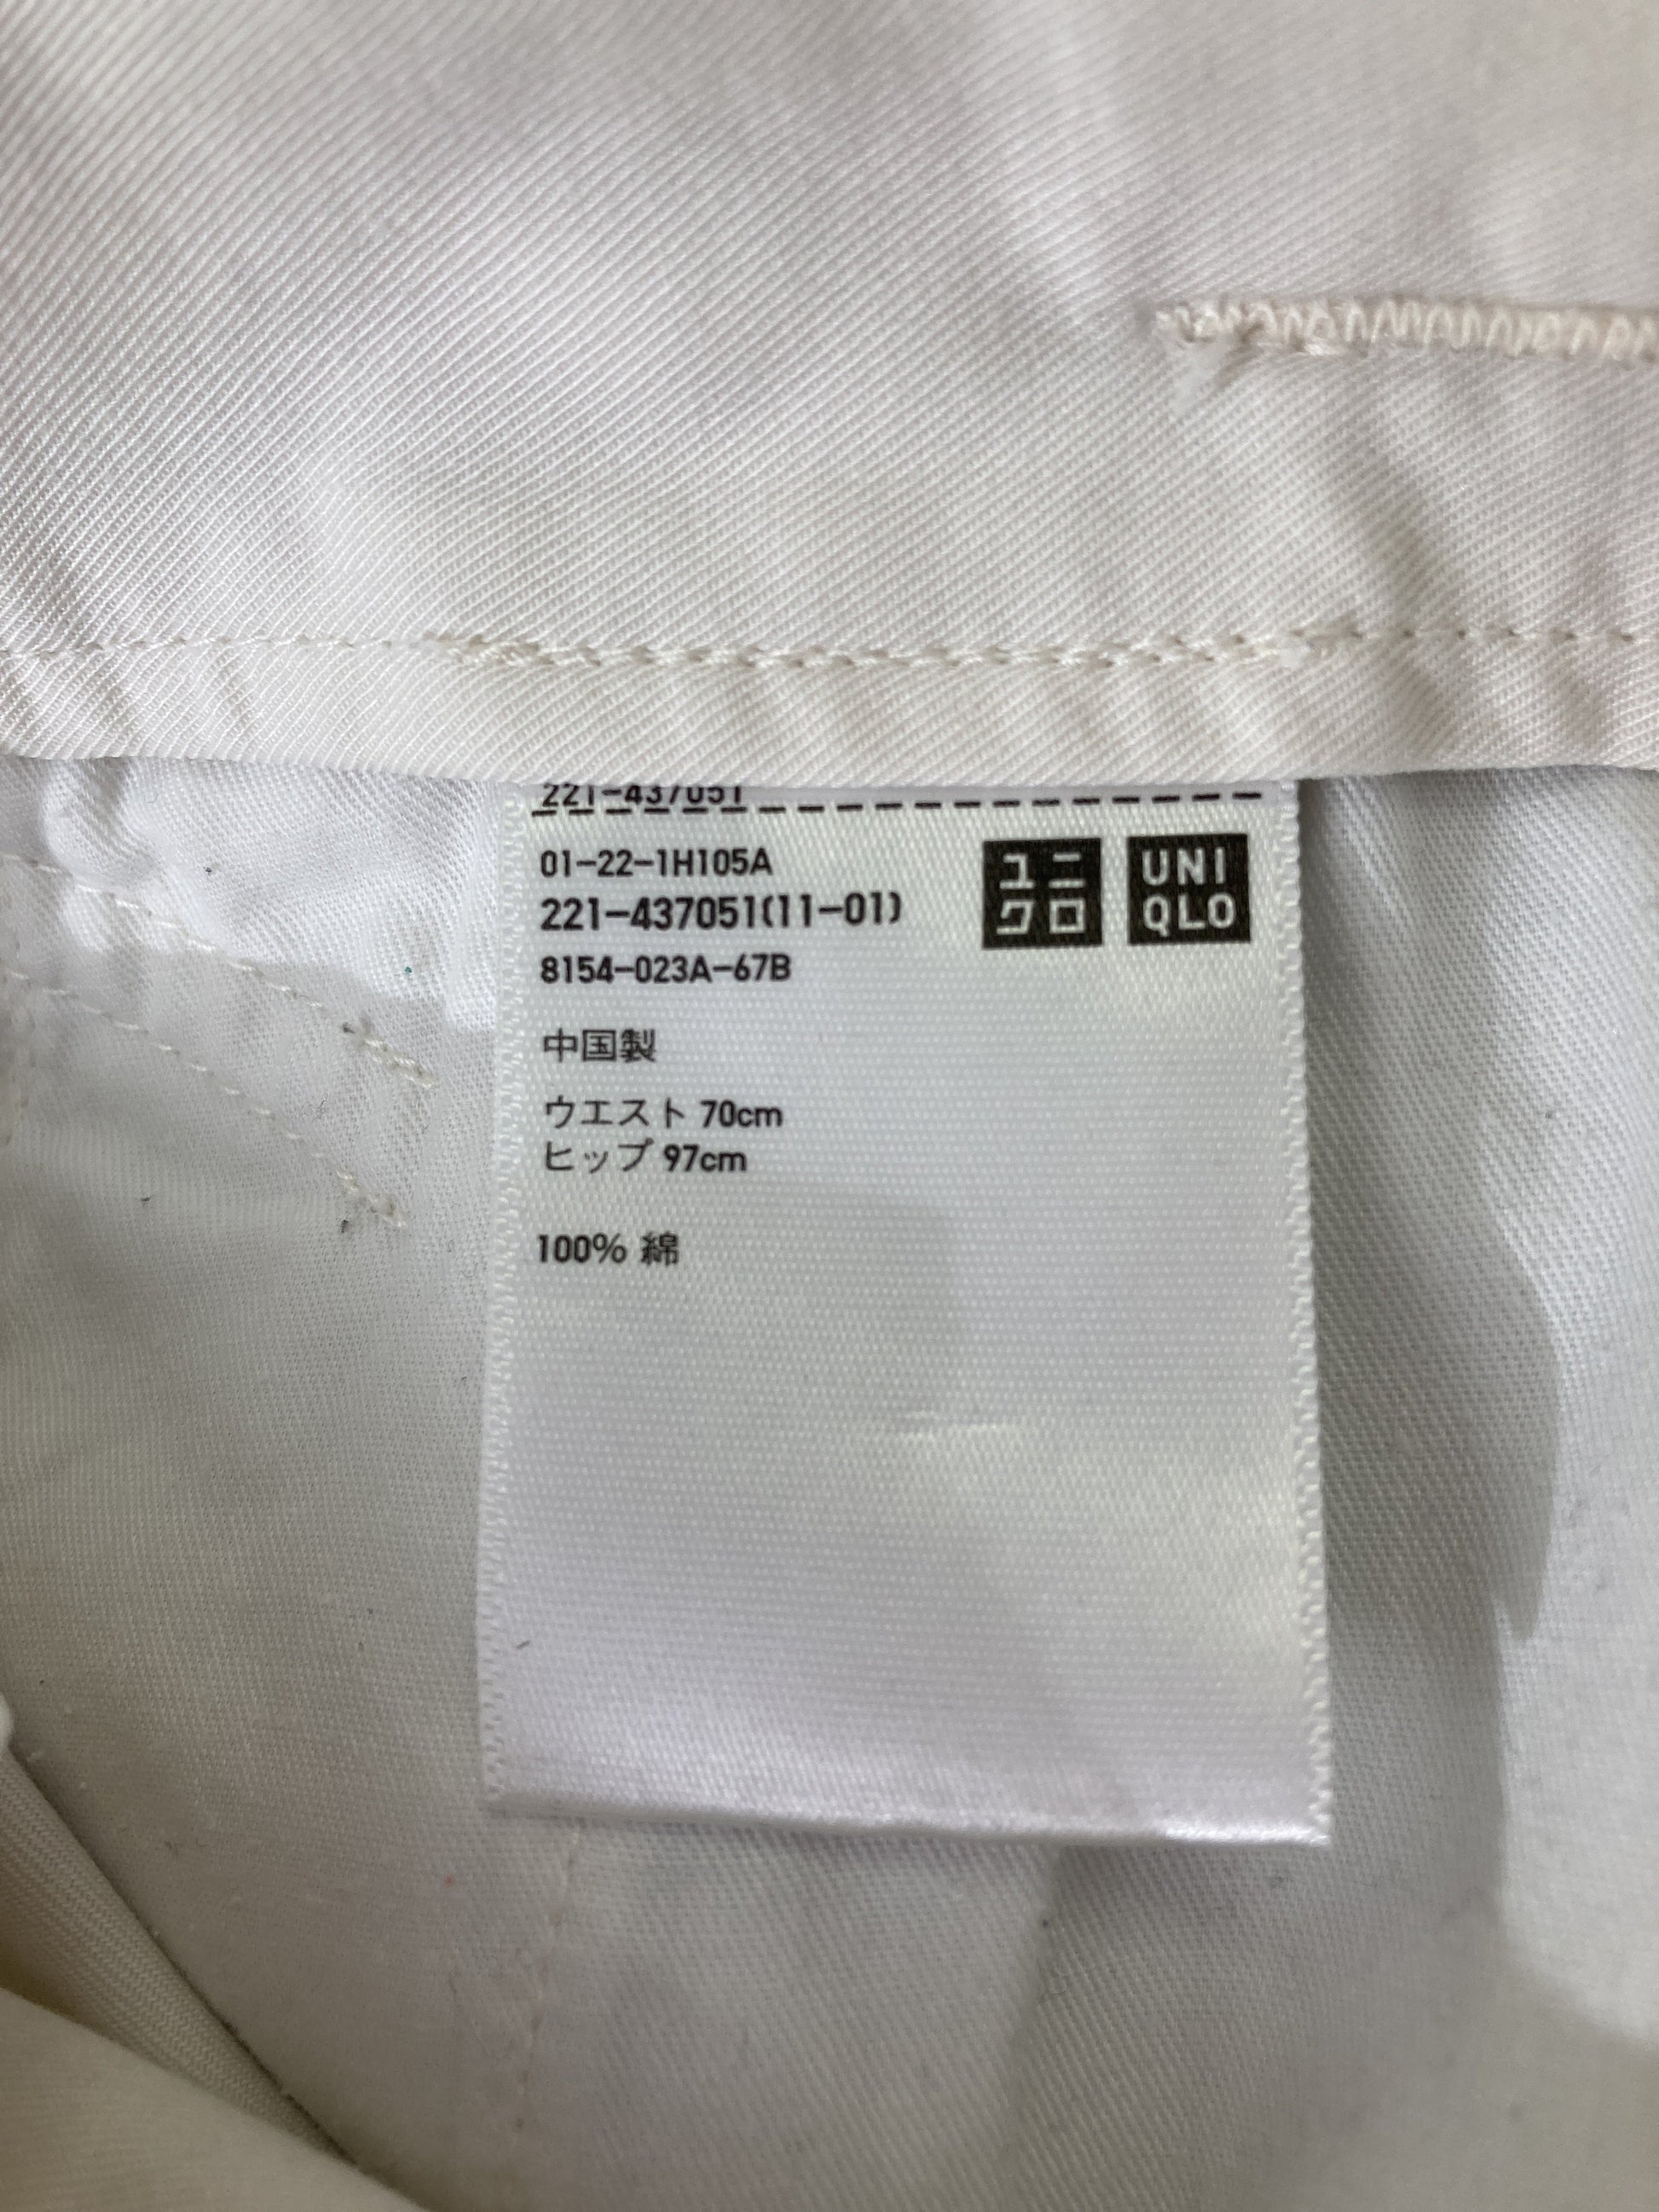 221-437051
01-22-1H105A
221-437051(11-01)
8154-023A-67B
ユニ
クロ
UNI
QLO
中国製
ウエスト 70cm
ヒップ 97cm
100% 綿